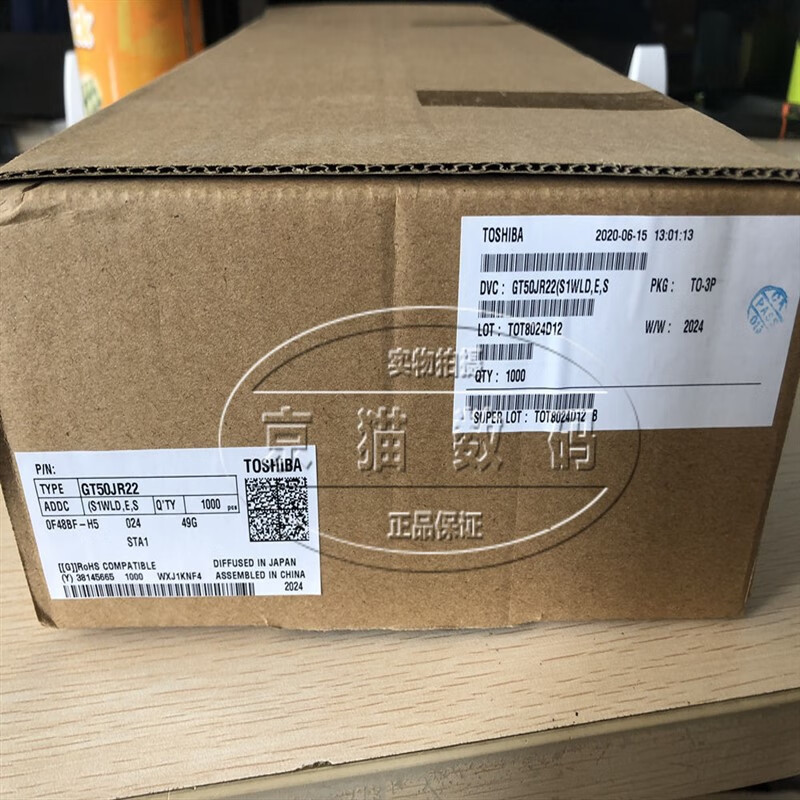 TOSHIBA 2020-06-15 13:01:13
DVC : GT50JR22(S1WLD,E,S PKG : TO-3P
LOT : TOT8024D12 W/W : 2024
QTY : 1000
SUPER LOT : TOT8024D12 B
PASS
实物拍摄
京猫数码
正品保证
P/N: TOSHIBA
TYPE GT50JR22
ADDC (S1WLD,E,S Q'TY 1000 pcs
0F48BF-H5 024 49G
STA1
[[G]]RoHS COMPATIBLE DIFFUSED IN JAPAN
(Y) 38145665 1000 WXJ1KNF4 ASSEMBLED IN CHINA
2024